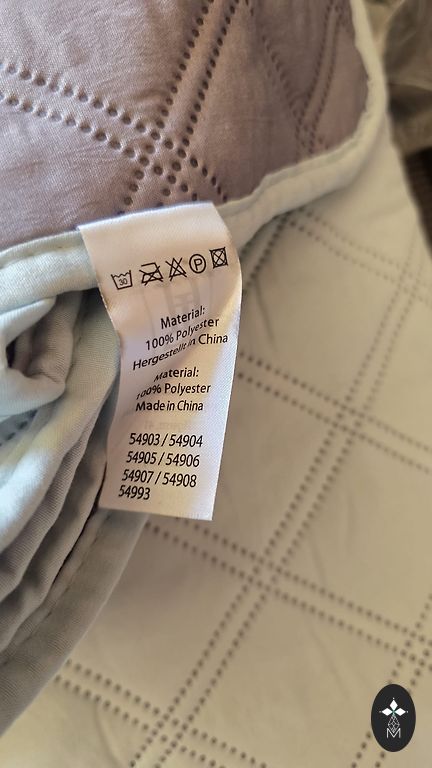 30
P
Material:
100% Polyester
Hergestellt in China
Material:
100% Polyester
Made in China
54903 / 54904
54905 / 54906
54907 / 54908
54993
M